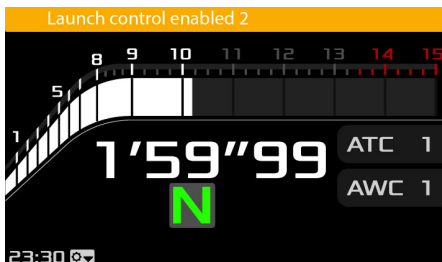 Launch control enabled 2
1 5 8 9 10 11 12 13 14 15
1'59"99
ATC 1
N
AWC 1
23:30